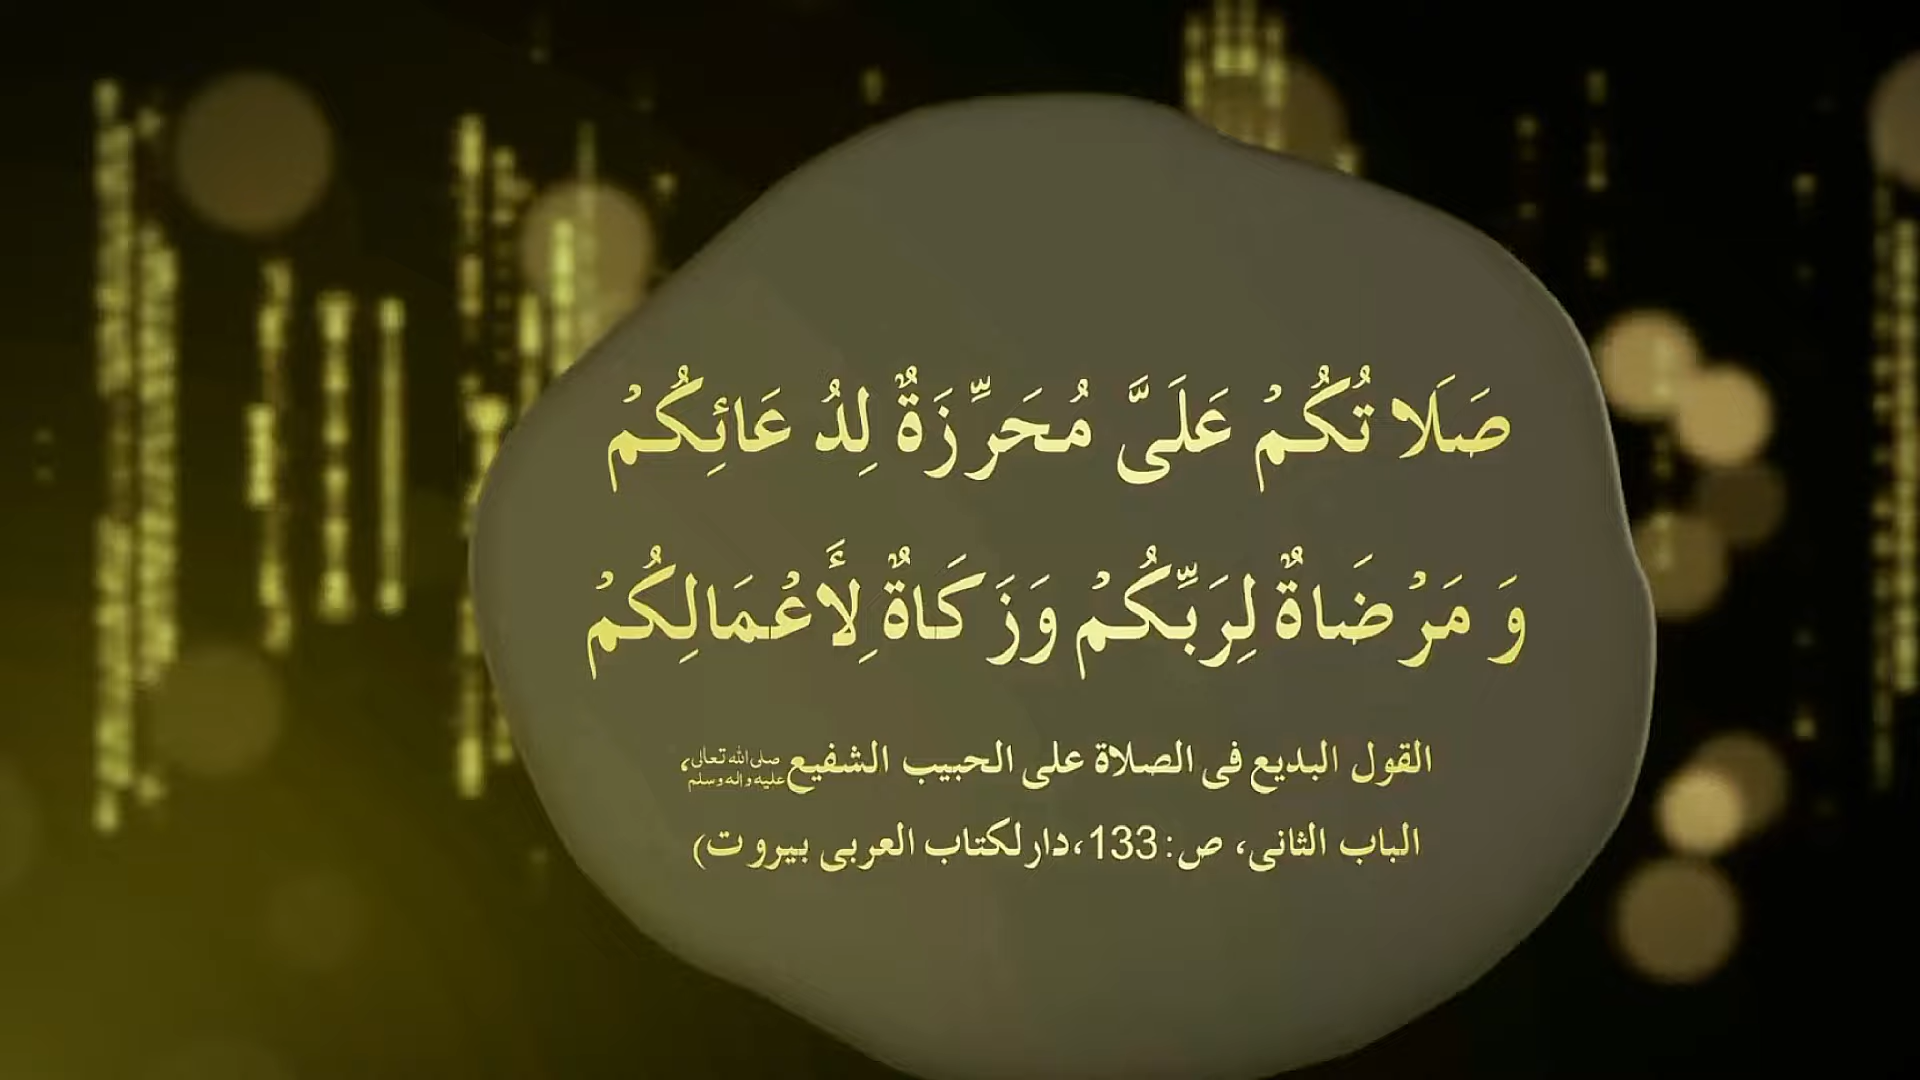 صَلَا تُكُمْ عَلَىَّ مُحَرِّزَةٌ لِدُ عَائِكُمْ
وَ مَرْضَاةٌ لِرَبِّكُمْ وَزَكَاةٌ لِأَعْمَالِكُمْ
القول البديع فى الصلاة على الحبيب الشفيع صلى الله تعالى عليه واله وسلم،
الباب الثانى، ص:133،دارلكتاب العربى بيروت)